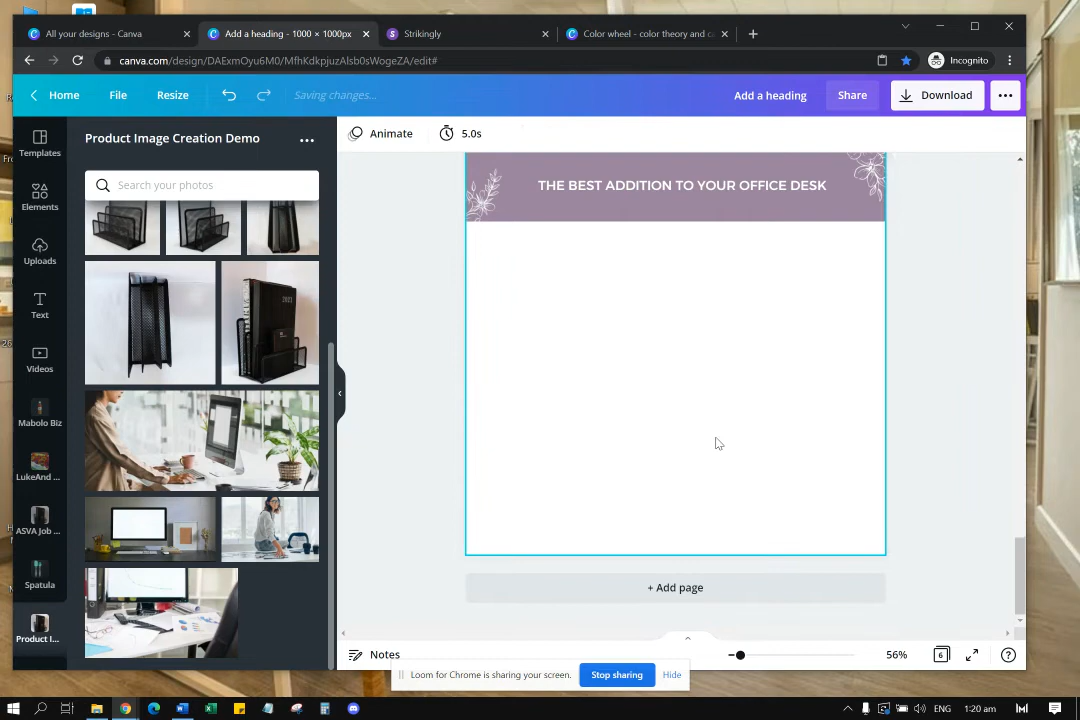 All your designs - Canva
Add a heading - 1000 × 1000px
Strikingly
Color wheel - color theory and c
canva.com/design/DAExmOyu6M0/MfhKdkpjuzAlsb0sWogeZA/edit#
Incognito
Home
File
Resize
Saving changes...
Add a heading
Share
Download
Templates
Elements
Uploads
Text
Videos
Mabolo Biz
LukeAnd ...
ASVA Job ...
Spatula
Product I...
Product Image Creation Demo
Search your photos
2021
Animate
5.0s
THE BEST ADDITION TO YOUR OFFICE DESK
+ Add page
Notes
56%
6
Loom for Chrome is sharing your screen.
Stop sharing
Hide
ENG
1:20 am